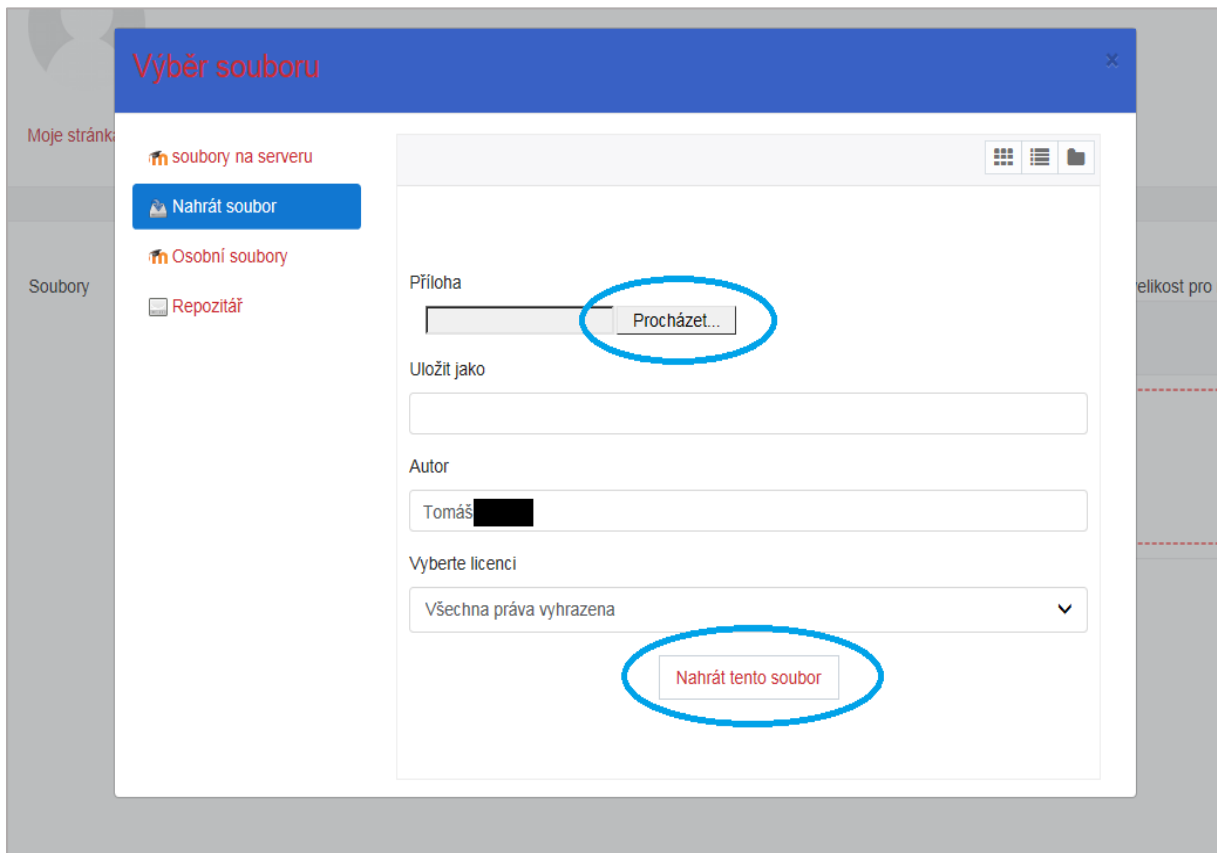 Výběr souboru
×
Moje stránk
soubory na serveru
Nahrát soubor
Osobní soubory
Repozitář
Soubory
Příloha
Procházet...
Uložit jako
Autor
Tomáš
Vyberte licenci
Všechna práva vyhrazena
Nahrát tento soubor
velikost pro